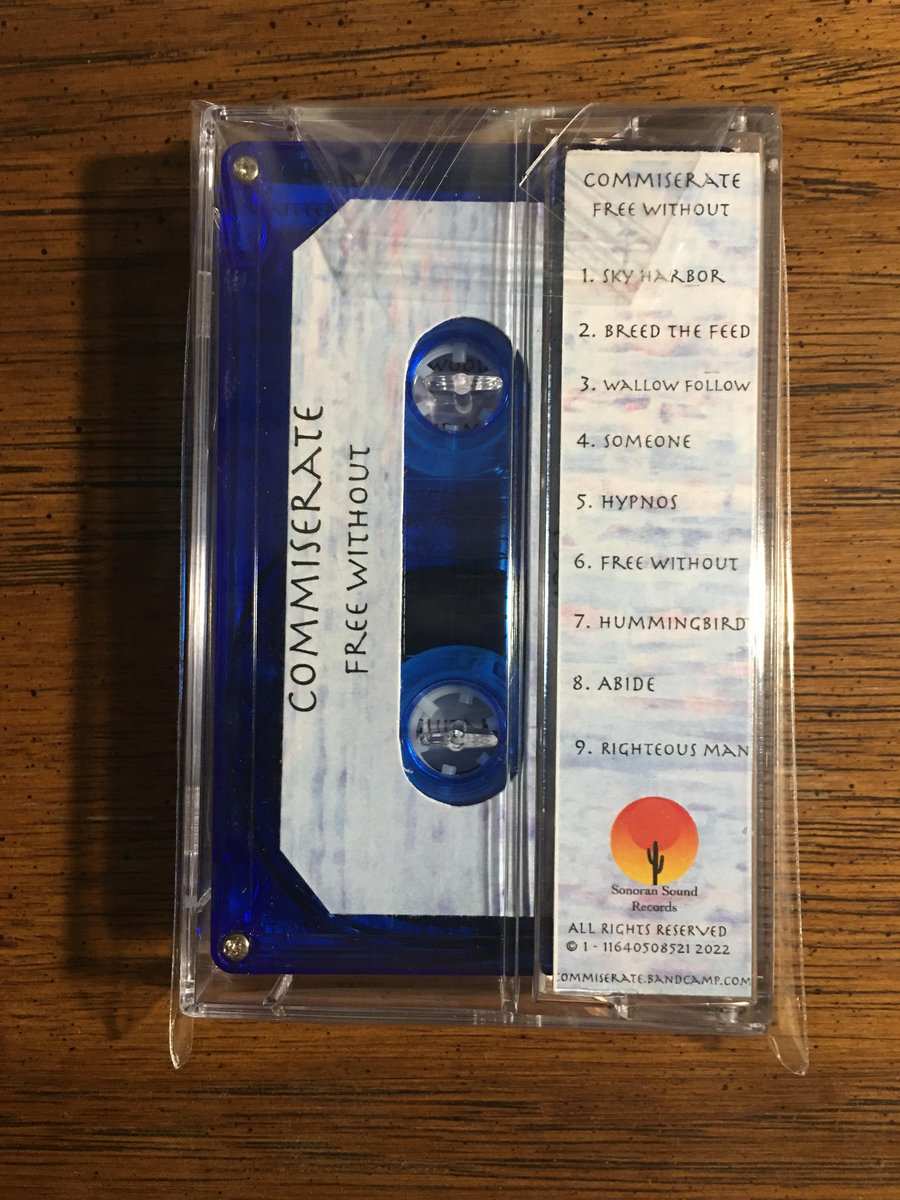 COMMISERATE
FREE WITHOUT
COMMISERATE
FREE WITHOUT
1. SKY HARBOR
2. BREED THE FEED
3. WALLOW FOLLOW
4. SOMEONE
5. HYPNOS
6. FREE WITHOUT
7. HUMMINGBIRD
8. ABIDE
9. RIGHTEOUS MAN
Sonoran Sound
Records
ALL RIGHTS RESERVED
© 1 - 11640508521 2022
COMMISERATE.BANDCAMP.COM